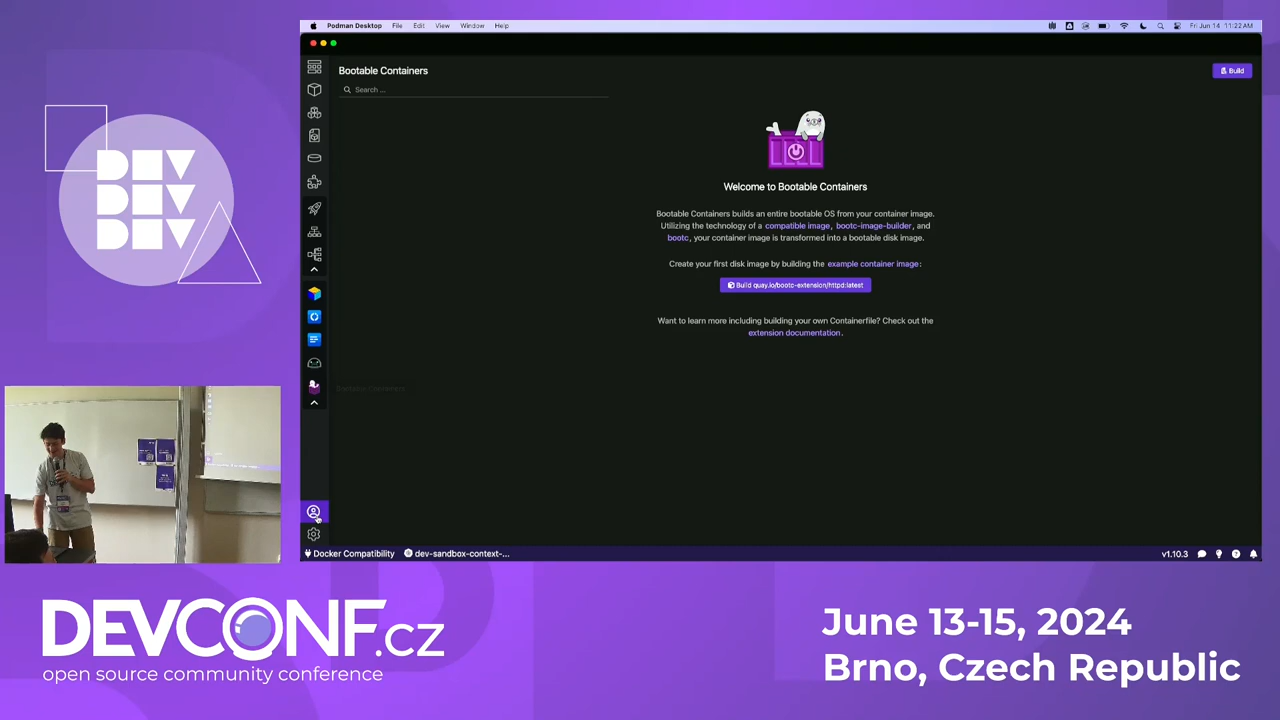 Podman Desktop File Edit View Window Help
Fri Jun 14 11:22 AM
Bootable Containers
Build
Search ...
Welcome to Bootable Containers
Bootable Containers builds an entire bootable OS from your container image.
Utilizing the technology of a compatible image, bootc-image-builder, and
bootc, your container image is transformed into a bootable disk image.
Create your first disk image by building the example container image:
Build quay.io/bootc-extension/httpd:latest
Want to learn more including building your own Containerfile? Check out the
extension documentation.
Bootable Containers
Docker Compatibility dev-sandbox-context-...
v1.10.3
DEV
DEV
DEV
DEVCONF.cz
open source community conference
June 13-15, 2024
Brno, Czech Republic